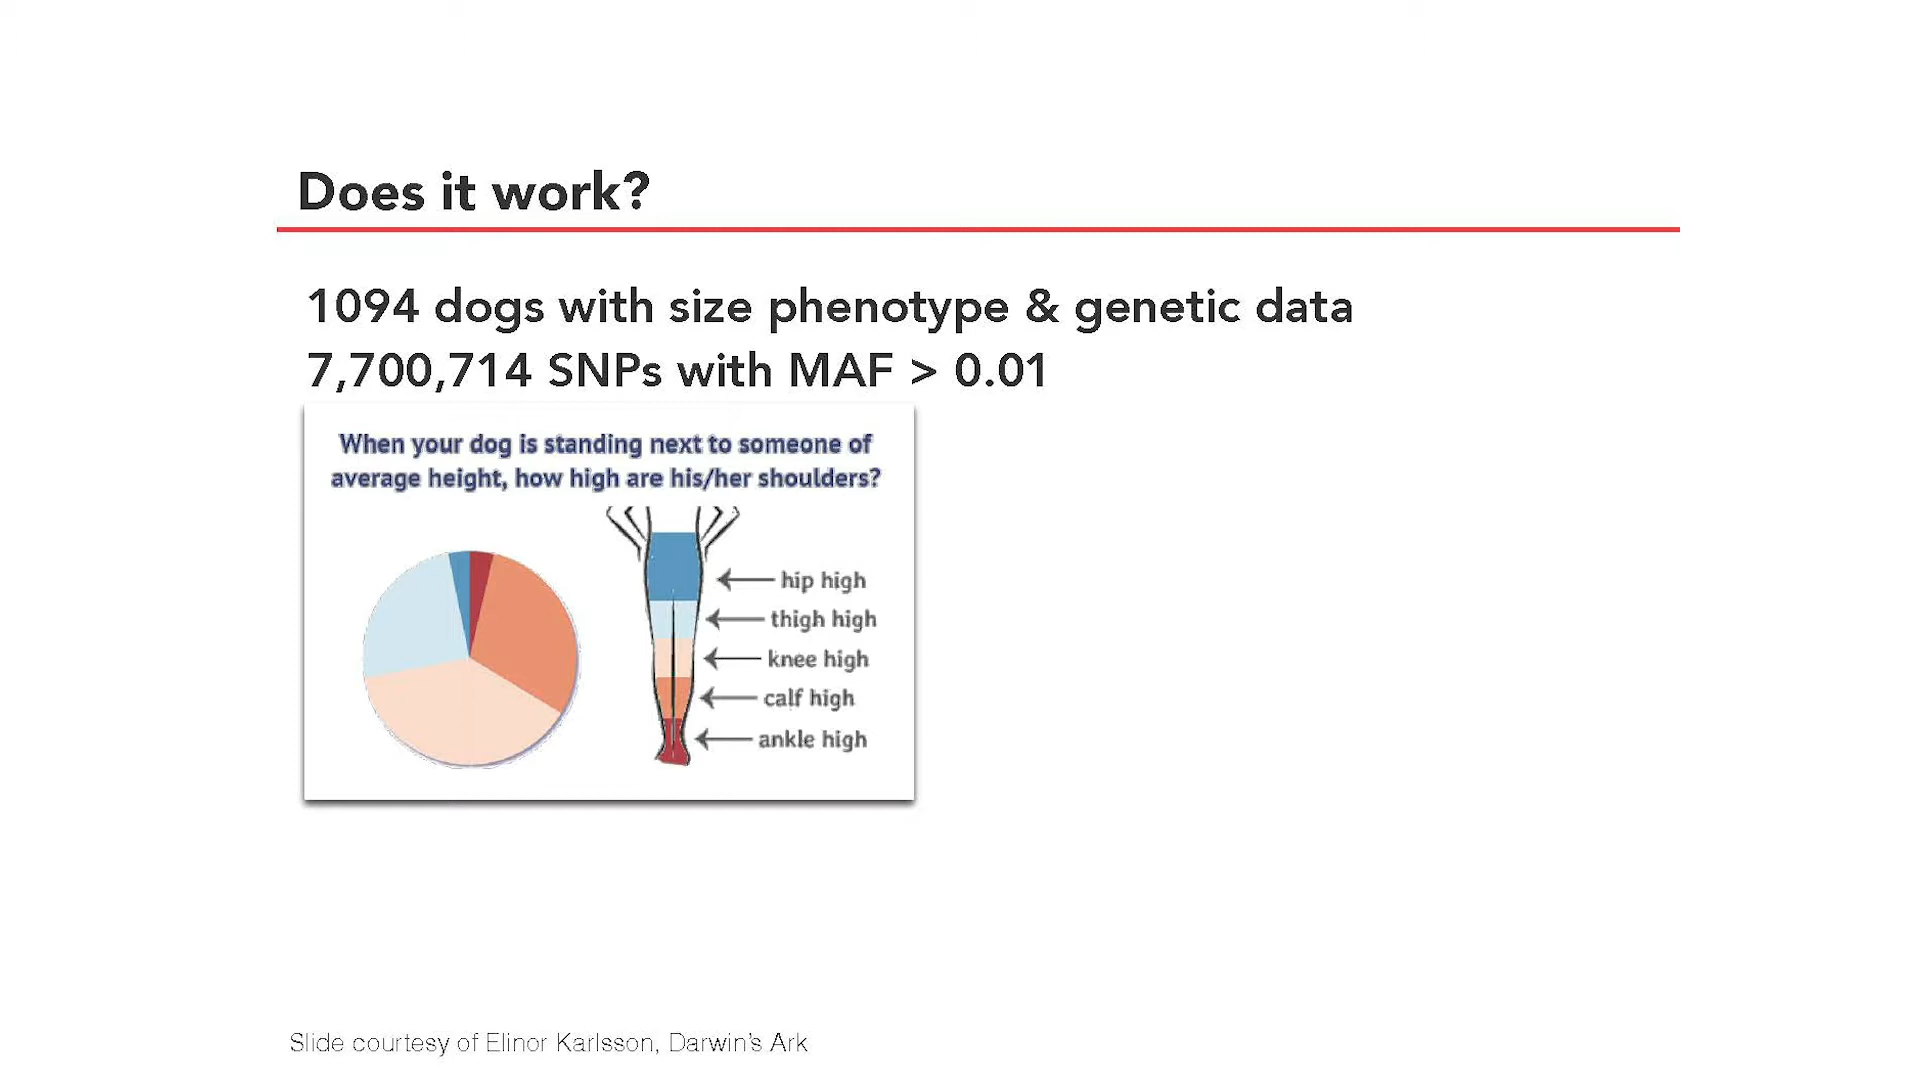 Does it work?
1094 dogs with size phenotype & genetic data
7,700,714 SNPs with MAF > 0.01
When your dog is standing next to someone of
average height, how high are his/her shoulders?
hip high
thigh high
knee high
calf high
ankle high
Slide courtesy of Elinor Karlsson, Darwin's Ark